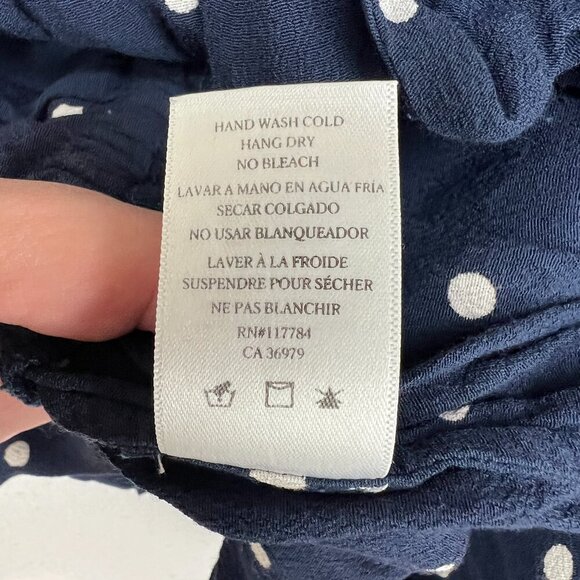 HAND WASH COLD
HANG DRY
NO BLEACH
LAVAR A MANO EN AGUA FRÍA
SECAR COLGADO
NO USAR BLANQUEADOR
LAVER À LA FROIDE
SUSPENDRE POUR SÉCHER
NE PAS BLANCHIR
RN#117784
CA 36979